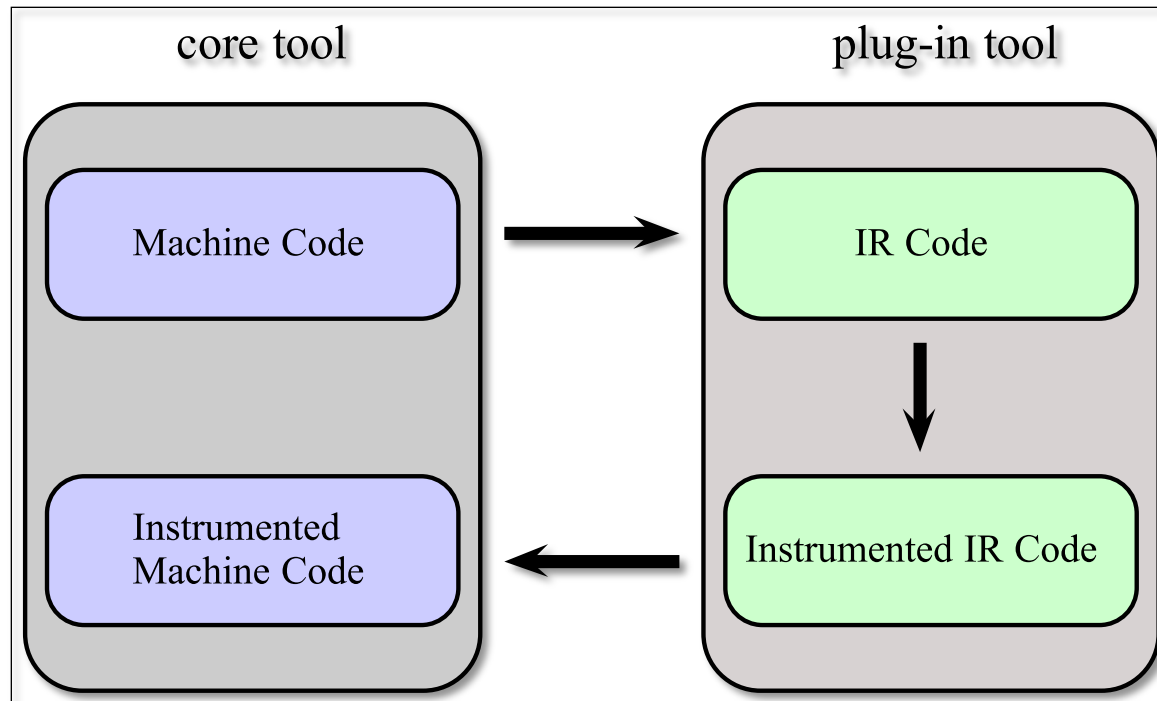 core tool
plug-in tool
Machine Code
IR Code
Instrumented
Machine Code
Instrumented IR Code